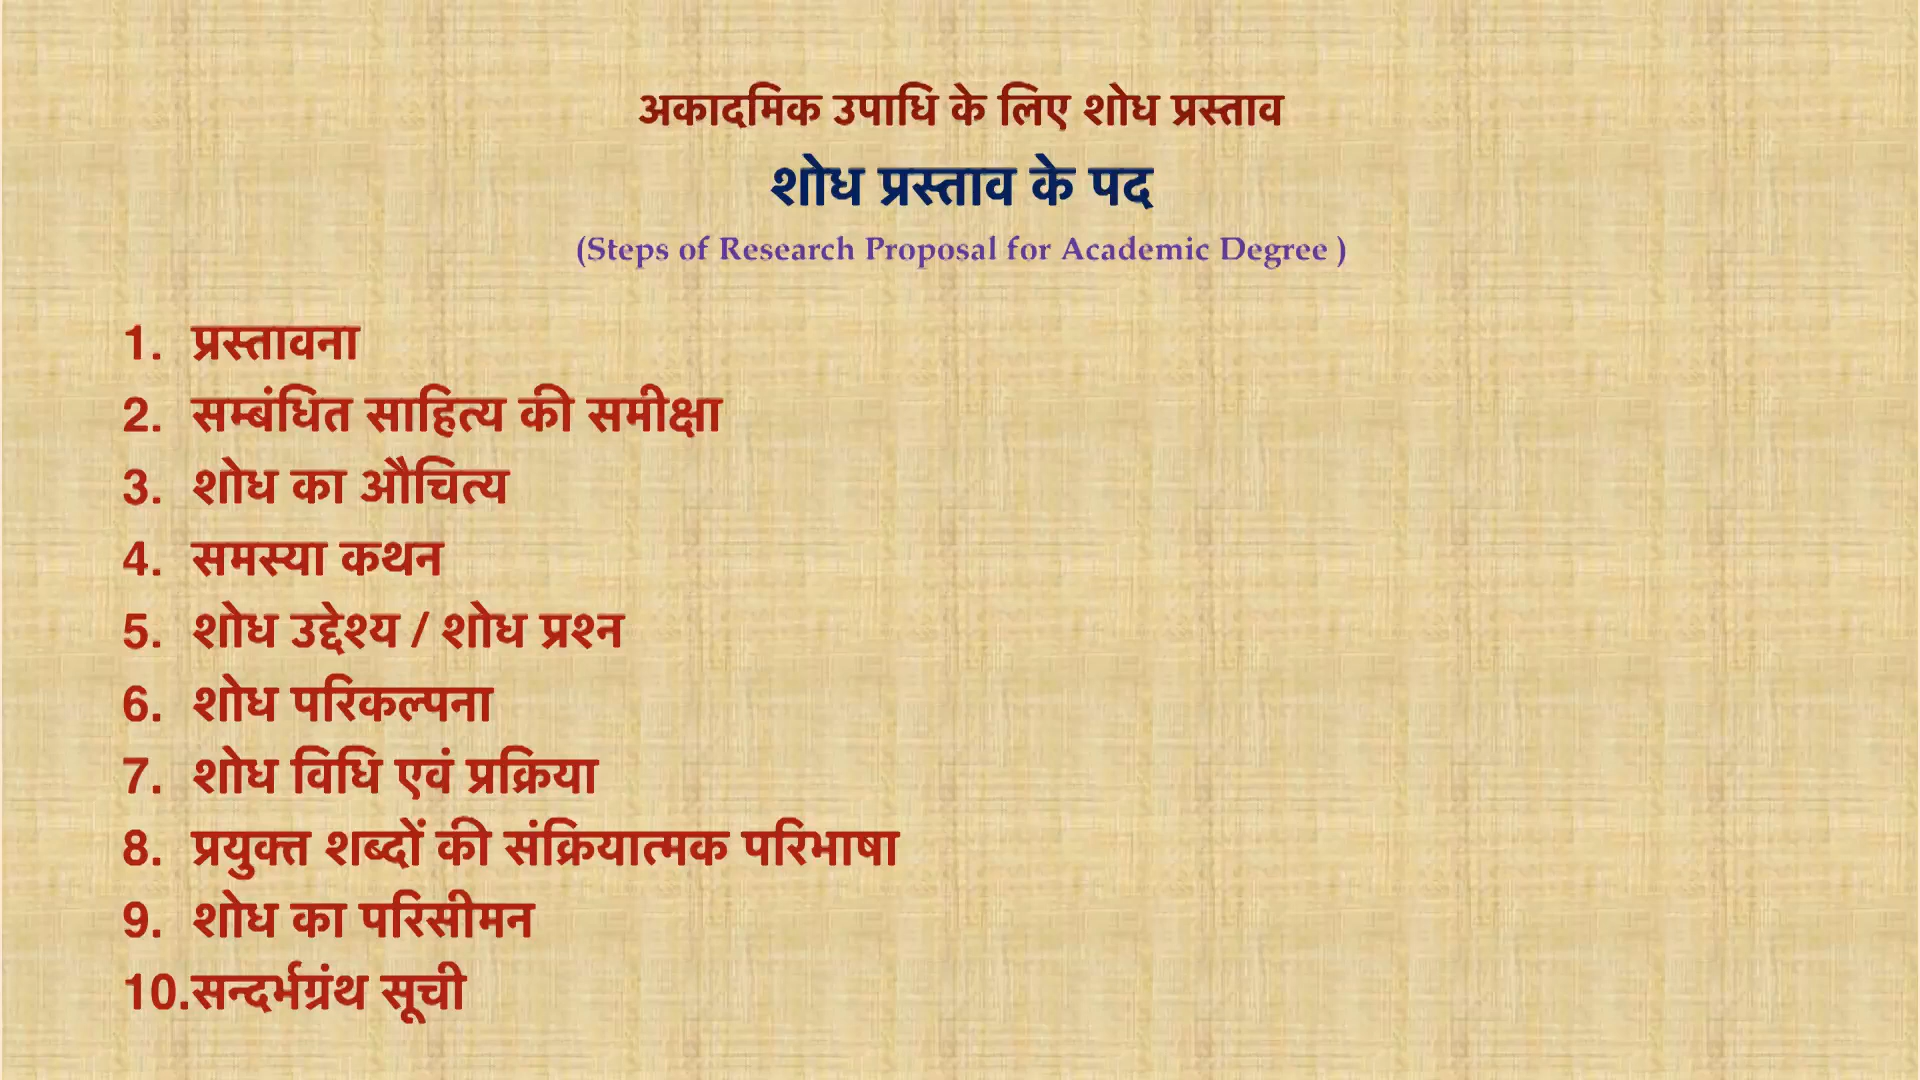 अकादमिक उपाधि के लिए शोध प्रस्ताव
शोध प्रस्ताव के पद
(Steps of Research Proposal for Academic Degree )
1. प्रस्तावना
2. सम्बंधित साहित्य की समीक्षा
3. शोध का औचित्य
4. समस्या कथन
5. शोध उद्देश्य / शोध प्रश्न
6. शोध परिकल्पना
7. शोध विधि एवं प्रक्रिया
8. प्रयुक्त शब्दों की संक्रियात्मक परिभाषा
9. शोध का परिसीमन
10.सन्दर्भग्रंथ सूची